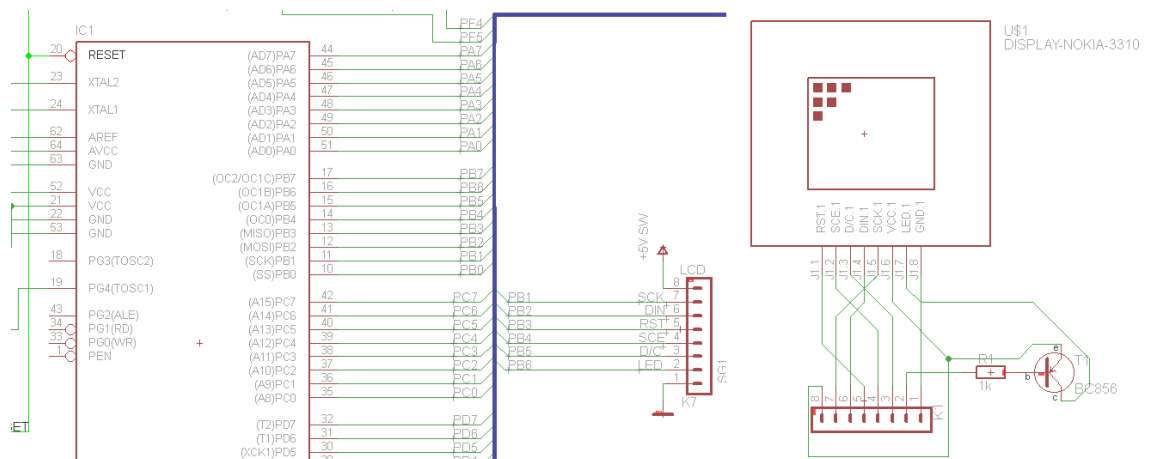 IC1
20 RESET
23 XTAL2
24 XTAL1
62 AREF
64 AVCC
63 GND
52 VCC
21 VCC
22 GND
53 GND
18 PG3(TOSC2)
19 PG4(TOSC1)
43 PG2(ALE)
34 PG1(RD)
33 PG0(WR)
1 PEN
PF4
PF5
(AD7)PA7 44 PA7
(AD6)PA6 45 PA6
(AD5)PA5 46 PA5
(AD4)PA4 47 PA4
(AD3)PA3 48 PA3
(AD2)PA2 49 PA2
(AD1)PA1 50 PA1
(AD0)PA0 51 PA0
(OC2/OC1C)PB7 17 PB7
(OC1B)PB6 16 PB6
(OC1A)PB5 15 PB5
(OC0)PB4 14 PB4
(MISO)PB3 13 PB3
(MOSI)PB2 12 PB2
(SCK)PB1 11 PB1
(SS)PB0 10 PB0
(A15)PC7 42 PC7
(A14)PC6 41 PC6
(A13)PC5 40 PC5
(A12)PC4 39 PC4
(A11)PC3 38 PC3
(A10)PC2 37 PC2
(A9)PC1 36 PC1
(A8)PC0 35 PC0
(T2)PD7 32 PD7
(T1)PD6 31 PD6
(XCK1)PD5 30 PD5
+5V SW
LCD
8
PB1 SCK 7
PB2 DIN 6
PB3 RST 5
PB4 SCE 4
PB5 D/C 3
PB6 LED 2
1
K7
SG1
U$1
DISPLAY-NOKIA-3310
RST.1
SCE.1
D/C.1
DIN.1
SCK.1
VCC.1
LED.1
GND.1
J1.1
J1.2
J1.3
J1.4
J1.5
J1.6
J1.7
J1.8
R1
1k
e
b
c
T1
BC856
8 7 6 5 4 3 2 1
K1